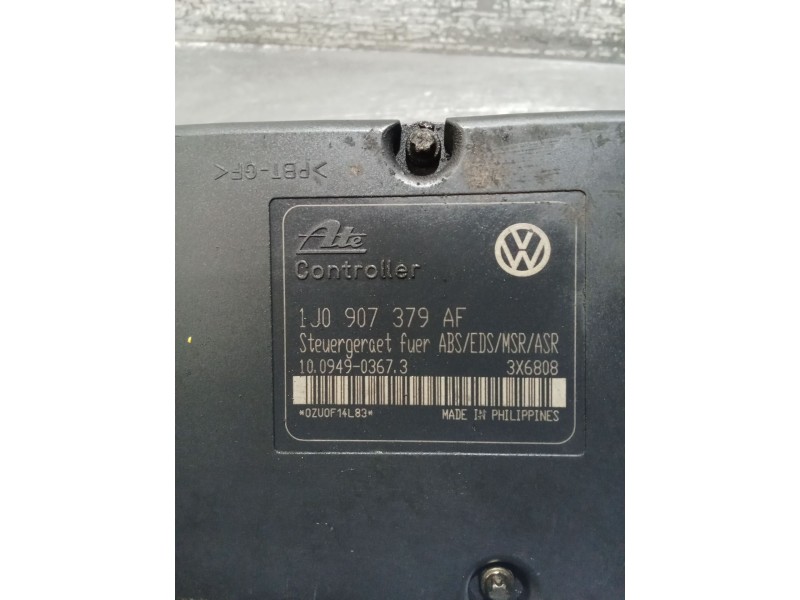 >PBT-GF<
Ate
Controller
1J0 907 379 AF
Steuergeraet fuer ABS/EDS/MSR/ASR
10.0949-0367.3 3X6808
*0ZU0F14L83*
MADE IN PHILIPPINES